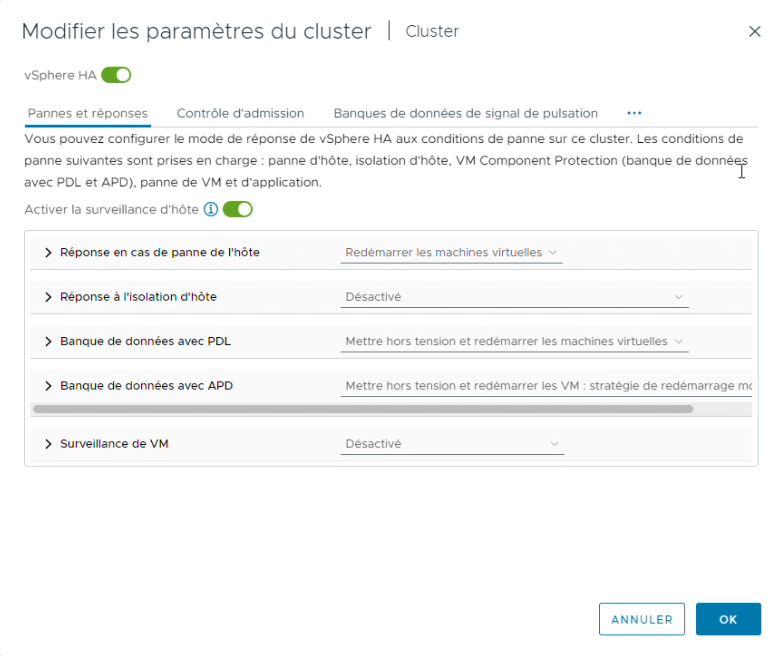 Modifier les paramètres du cluster | Cluster
vSphere HA
Pannes et réponses Contrôle d'admission Banques de données de signal de pulsation ...
Vous pouvez configurer le mode de réponse de vSphere HA aux conditions de panne sur ce cluster. Les conditions de
panne suivantes sont prises en charge : panne d'hôte, isolation d'hôte, VM Component Protection (banque de données
avec PDL et APD), panne de VM et d'application.
Activer la surveillance d'hôte
Réponse en cas de panne de l'hôte Redémarrer les machines virtuelles
Réponse à l'isolation d'hôte Désactivé
Banque de données avec PDL Mettre hors tension et redémarrer les machines virtuelles
Banque de données avec APD Mettre hors tension et redémarrer les VM : stratégie de redémarrage
Surveillance de VM Désactivé
ANNULER OK